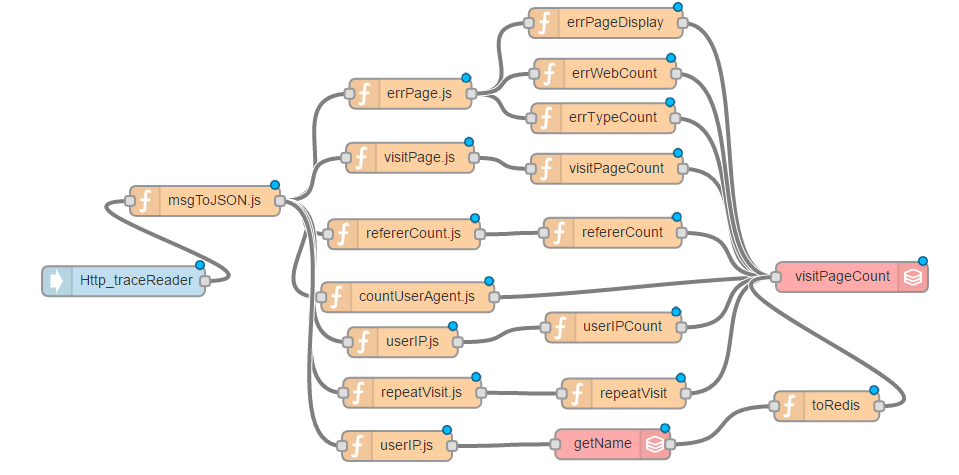 errPageDisplay
errWebCount
errPage.js
errTypeCount
visitPage.js
visitPageCount
msgToJSON.js
refererCount.js
refererCount
Http_traceReader
visitPageCount
countUserAgent.js
userIP.js
userIPCount
repeatVisit.js
repeatVisit
toRedis
userIP.js
getName